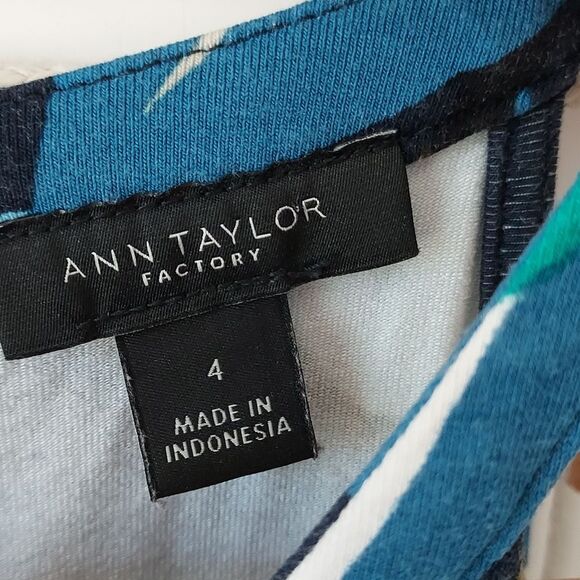 ANN TAYLOR
FACTORY
4
MADE IN
INDONESIA